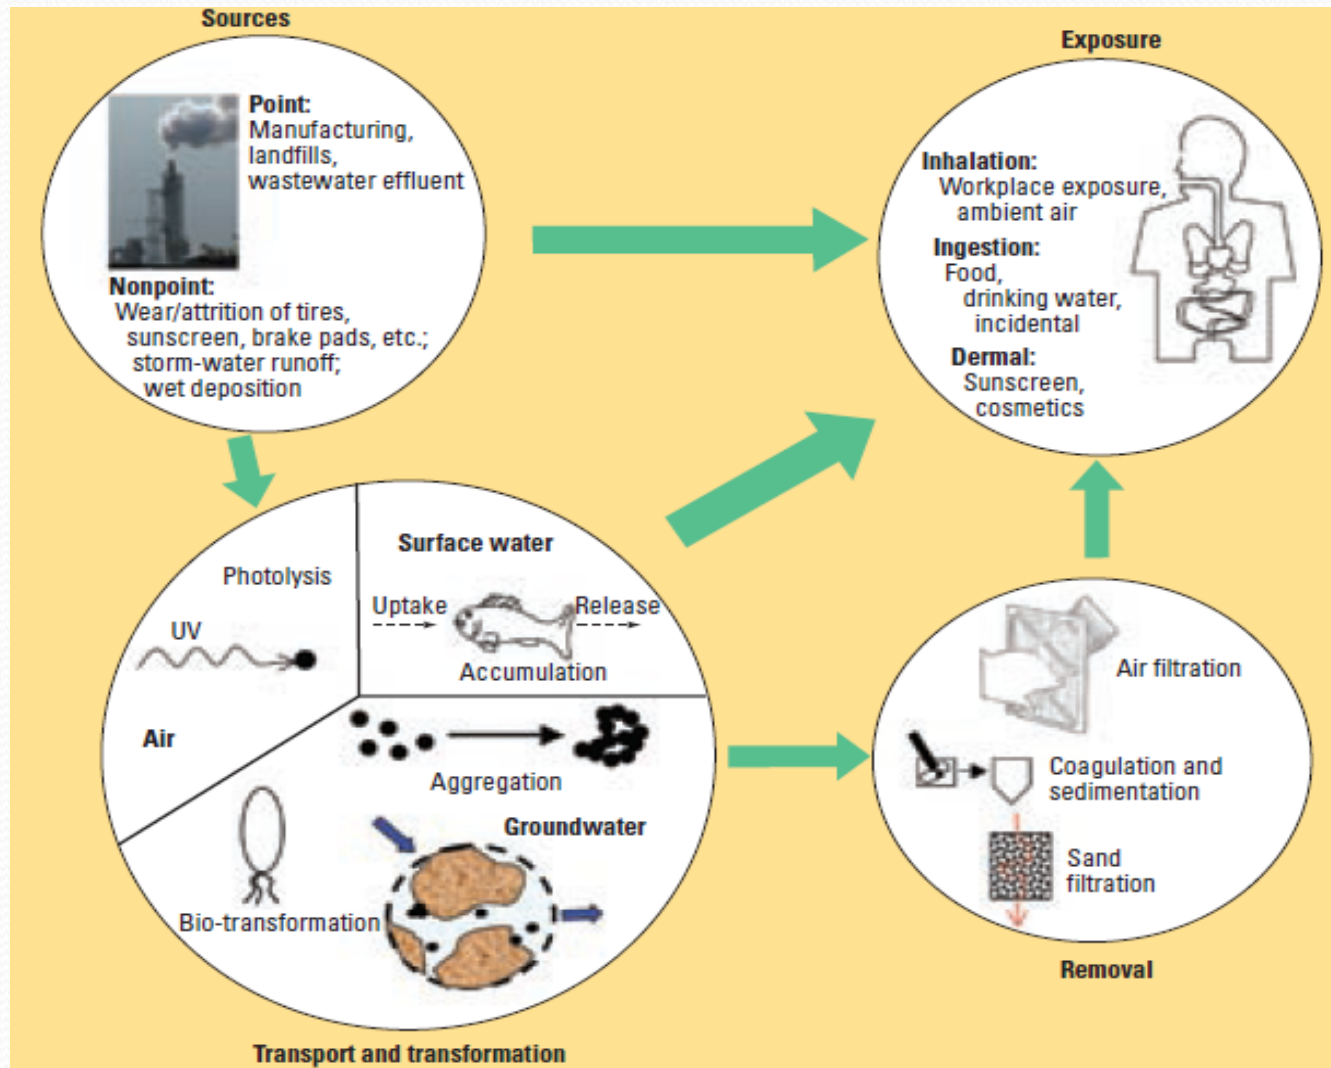 Sources
Point:
Manufacturing,
landfills,
wastewater effluent
Nonpoint:
Wear/attrition of tires,
sunscreen, brake pads, etc.;
storm-water runoff;
wet deposition
Exposure
Inhalation:
Workplace exposure,
ambient air
Ingestion:
Food,
drinking water,
incidental
Dermal:
Sunscreen,
cosmetics
Photolysis
UV
Air
Surface water
Uptake
Release
Accumulation
Aggregation
Groundwater
Bio-transformation
Transport and transformation
Air filtration
Coagulation and
sedimentation
Sand
filtration
Removal